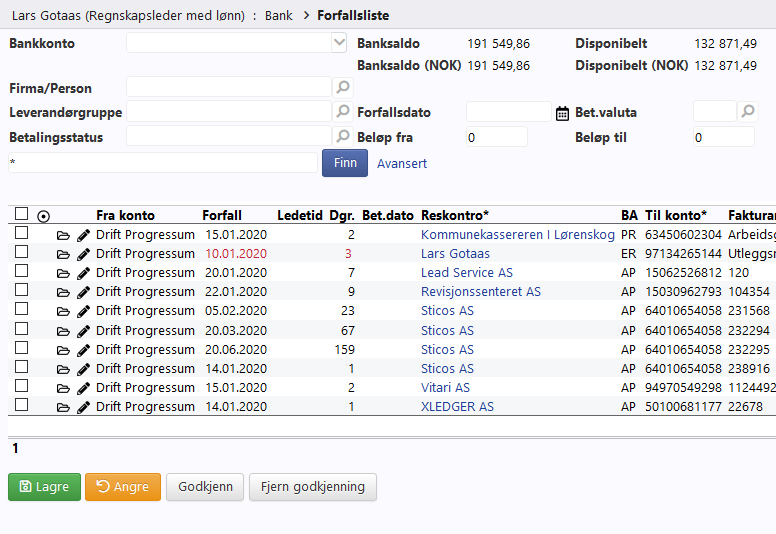 Lars Gotaas (Regnskapsleder med lønn) : Bank > Forfallsliste
Bankkonto Banksaldo 191 549,86 Disponibelt 132 871,49
Banksaldo (NOK) 191 549,86 Disponibelt (NOK) 132 871,49
Firma/Person
Leverandørgruppe Forfallsdato Bet.valuta
Betalingsstatus Beløp fra 0 Beløp til 0
* Finn Avansert
Fra konto Forfall Ledetid Dgr. Bet.dato Reskontro* BA Til konto* Fakturar
Drift Progressum 15.01.2020 2 Kommunekassereren I Lørenskog PR 63450602304 Arbeidsg
Drift Progressum 10.01.2020 3 Lars Gotaas ER 97134265144 Utleggsr
Drift Progressum 20.01.2020 7 Lead Service AS AP 15062526812 120
Drift Progressum 22.01.2020 9 Revisjonssenteret AS AP 15030962793 104354
Drift Progressum 05.02.2020 23 Sticos AS AP 64010654058 231568
Drift Progressum 20.03.2020 67 Sticos AS AP 64010654058 232294
Drift Progressum 20.06.2020 159 Sticos AS AP 64010654058 232295
Drift Progressum 14.01.2020 1 Sticos AS AP 64010654058 238916
Drift Progressum 15.01.2020 2 Vitari AS AP 94970549298 1124492
Drift Progressum 14.01.2020 1 XLEDGER AS AP 50100681177 22678
1
Lagre Angre Godkjenn Fjern godkjenning